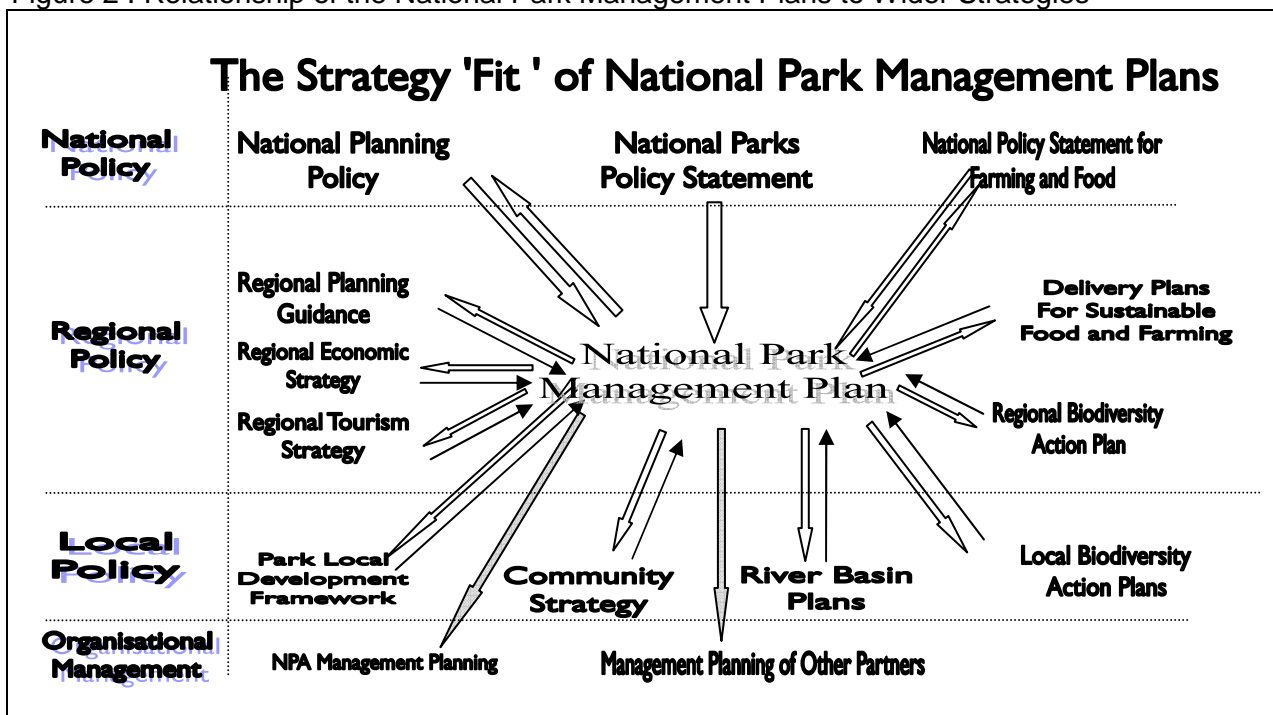 Figure 2 : Relationship of the National Park Management Plans to Wider Strategies
The Strategy 'Fit ' of National Park Management Plans
National
Policy
National Planning
Policy
National Parks
Policy Statement
National Policy Statement for
Farming and Food
Regional
Policy
Regional Planning
Guidance
Regional Economic
Strategy
Regional Tourism
Strategy
National Park
Management Plan
Delivery Plans
For Sustainable
Food and Farming
Regional Biodiversity
Action Plan
Local
Policy
Park Local
Development
Framework
Community
Strategy
River Basin
Plans
Local Biodiversity
Action Plans
Organisational
Management
NPA Management Planning
Management Planning of Other Partners